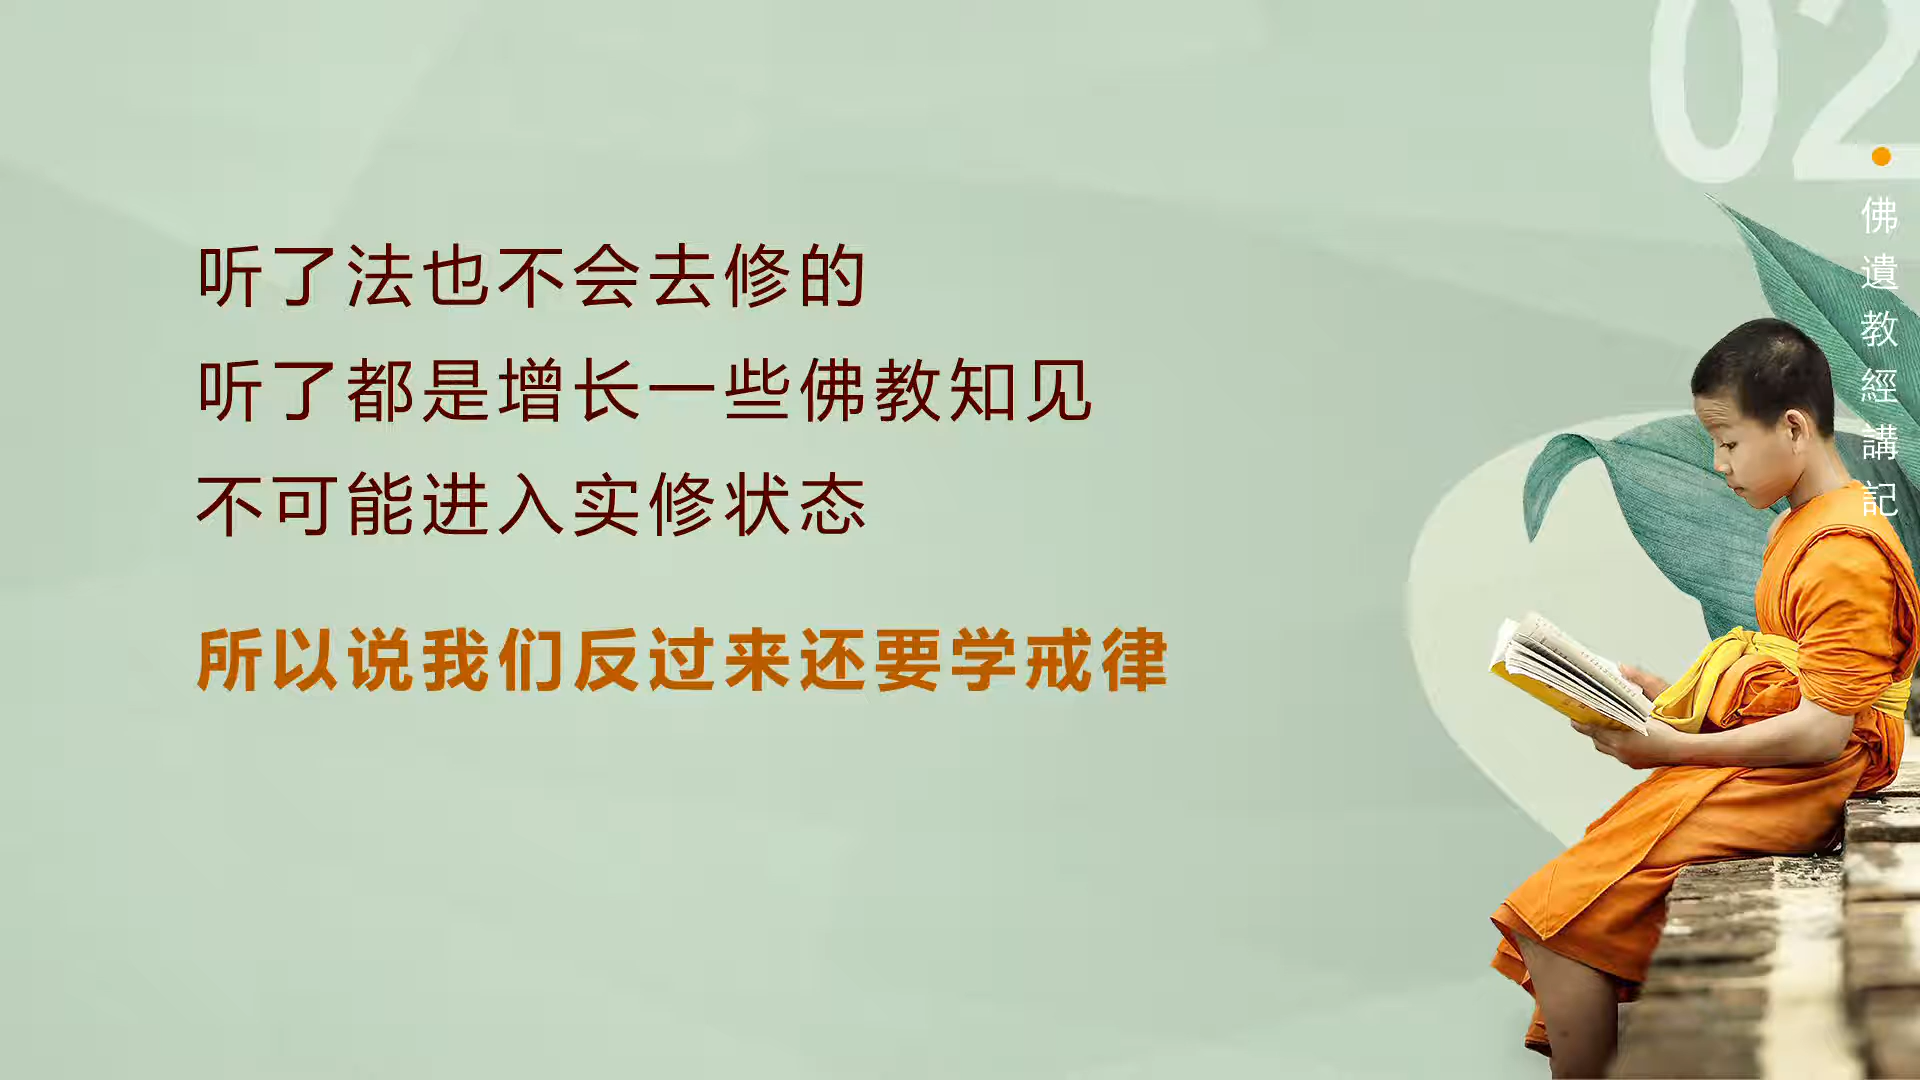 听了法也不会去修的
听了都是增长一些佛教知见
不可能进入实修状态
所以说我们反过来还要学戒律
02
佛遺教經講記